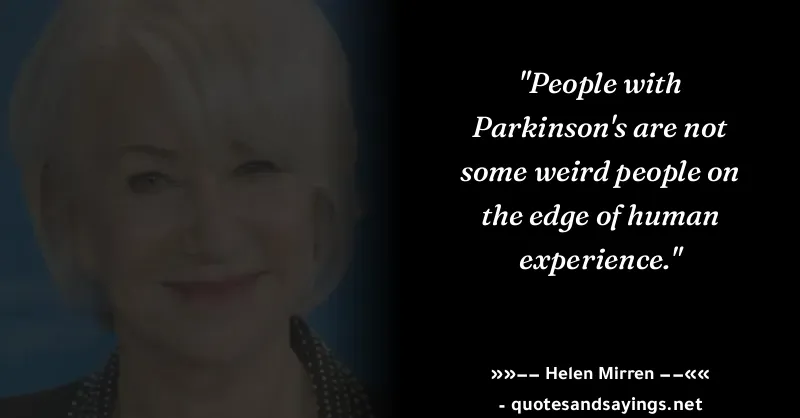 "People with
Parkinson's are not
some weird people on
the edge of human
experience."
»»−− Helen Mirren −−««
- quotesandsayings.net